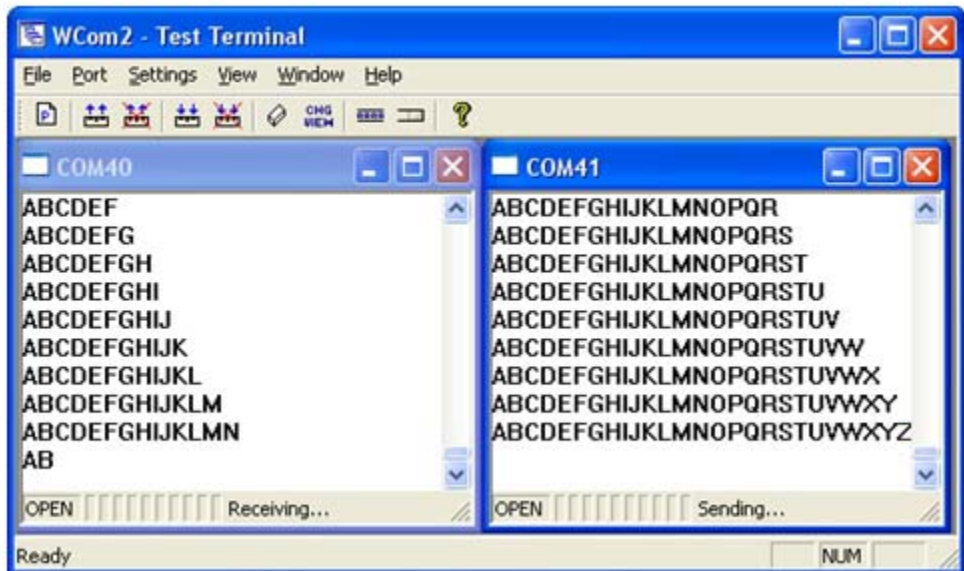 WCom2 - Test Terminal
File Port Settings View Window Help
P CHG VIEW ?
COM40
ABCDEF
ABCDEFG
ABCDEFGH
ABCDEFGHI
ABCDEFGHIJ
ABCDEFGHIJK
ABCDEFGHIJKL
ABCDEFGHIJKLM
ABCDEFGHIJKLMN
AB
OPEN Receiving...
COM41
ABCDEFGHIJKLMNOPQR
ABCDEFGHIJKLMNOPQRS
ABCDEFGHIJKLMNOPQRST
ABCDEFGHIJKLMNOPQRSTU
ABCDEFGHIJKLMNOPQRSTUV
ABCDEFGHIJKLMNOPQRSTUVW
ABCDEFGHIJKLMNOPQRSTUVWX
ABCDEFGHIJKLMNOPQRSTUVWXY
ABCDEFGHIJKLMNOPQRSTUVWXYZ
OPEN Sending...
Ready NUM